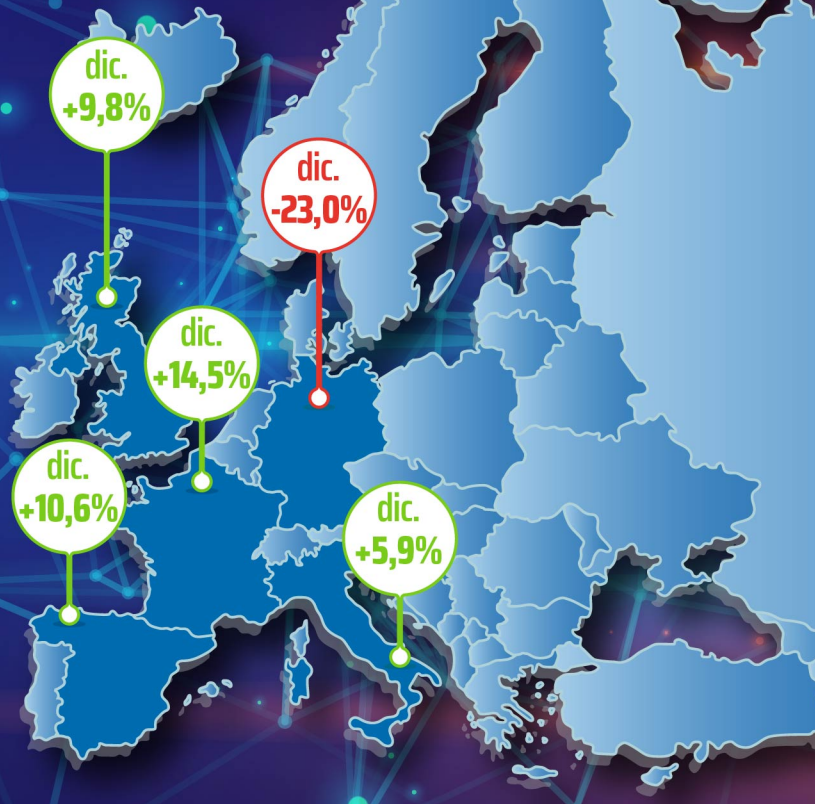 dic.
+9,8%
dic.
-23,0%
dic.
+14,5%
dic.
+10,6%
dic.
+5,9%